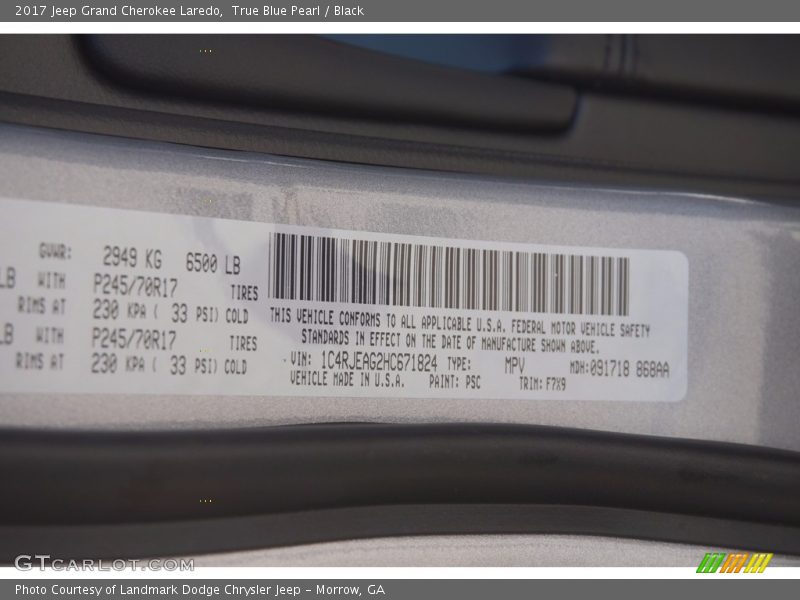 2017 Jeep Grand Cherokee Laredo, True Blue Pearl / Black
GVWR: 2949 KG 6500 LB
LB WITH P245/70R17 TIRES
RIMS AT 230 KPA ( 33 PSI) COLD
LB WITH P245/70R17 TIRES
RIMS AT 230 KPA ( 33 PSI) COLD
THIS VEHICLE CONFORMS TO ALL APPLICABLE U.S.A. FEDERAL MOTOR VEHICLE SAFETY
STANDARDS IN EFFECT ON THE DATE OF MANUFACTURE SHOWN ABOVE.
VIN: 1C4RJEAG2HC671824 TYPE: MPV MDH:091718 868AA
VEHICLE MADE IN U.S.A. PAINT: PSC TRIM: F7X9
GTCARLOT.COM
Photo Courtesy of Landmark Dodge Chrysler Jeep – Morrow, GA